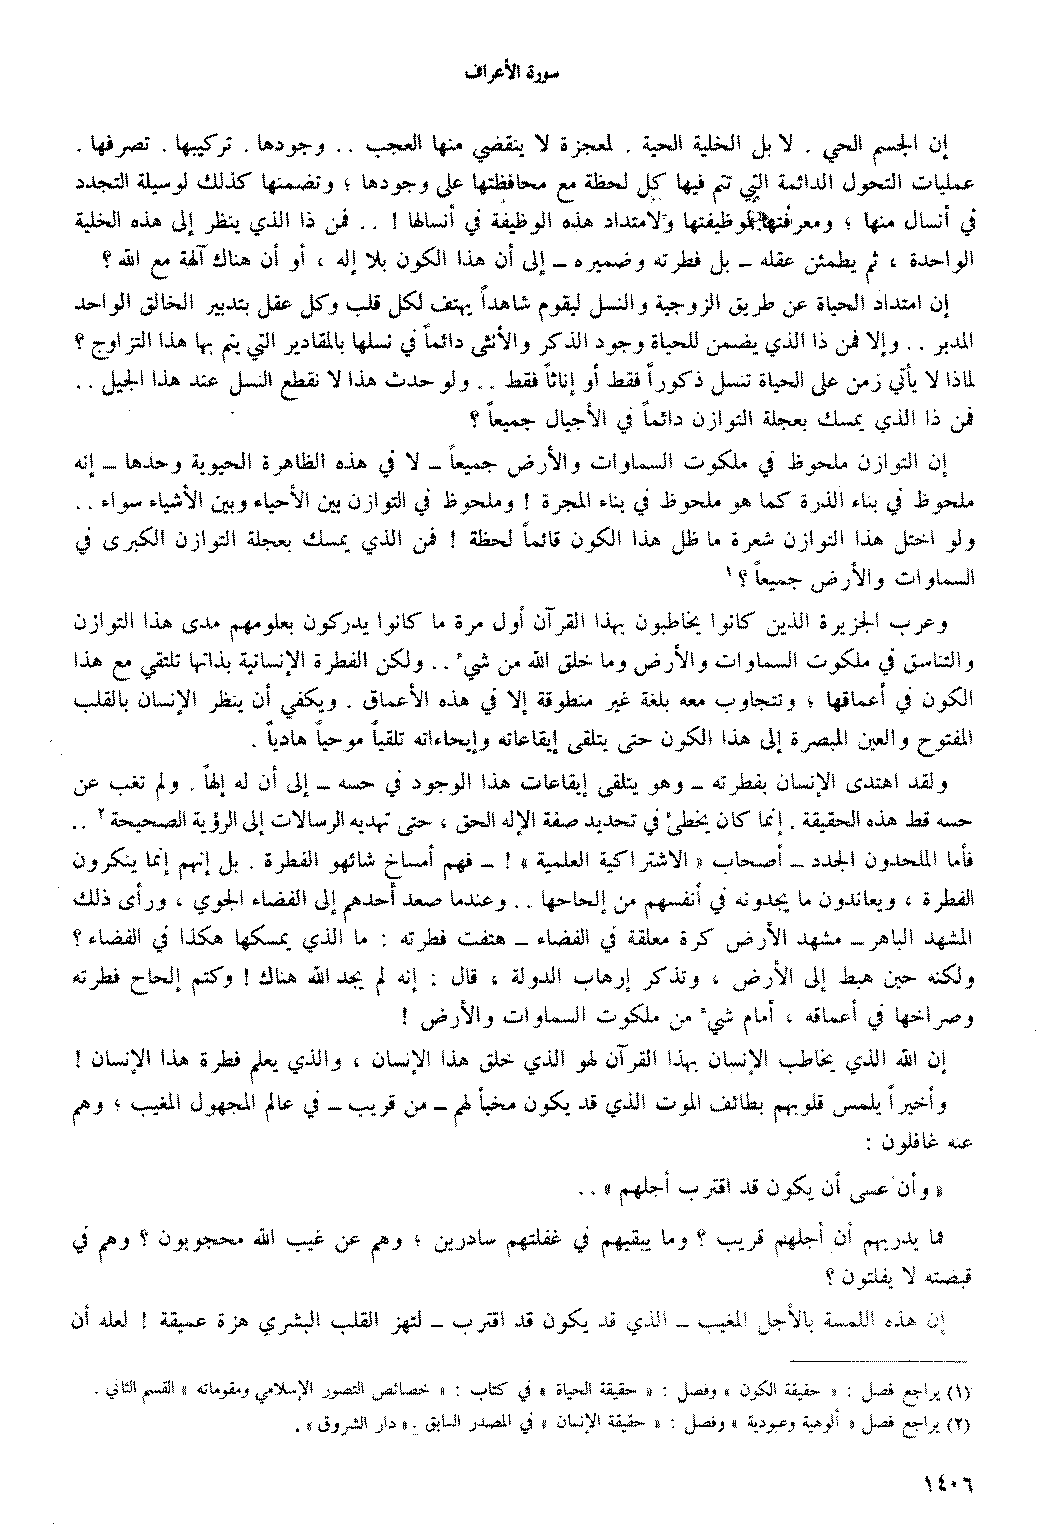 سورة الأعراف
إن الجسم الحي . لا بل الخلية الحية . لمعجزة لا ينقضي منها العجب .. وجودها . تركيبها . تصرفها .
عمليات التحول الدائمة التي تتم فيها كل لحظة مع محافظتها على وجودها ؛ وتضمنها كذلك لوسيلة التجدد
في أنسال منها ؛ ومعرفتها لوظيفتها ولامتداد هذه الوظيفة في أنسالها ! .. فمن ذا الذي ينظر إلى هذه الخلية
الواحدة ، ثم يطمئن عقله – بل فطرته وضميره – إلى أن هذا الكون بلا إله ، أو أن هناك آلهة مع الله ؟
إن امتداد الحياة عن طريق الزوجية والنسل ليقوم شاهداً يهتف لكل قلب وكل عقل بتدبير الخالق الواحد
المدبر .. وإلا فمن ذا الذي يضمن للحياة وجود الذكر والأنثى دائماً في نسلها بالمقادير التي يتم بها هذا التزاوج ؟
لماذا لا يأتي زمن على الحياة تنسل ذكوراً فقط أو إناثاً فقط .. ولو حدث هذا لانقطع النسل عند هذا الجيل ..
فمن ذا الذي يمسك بعجلة التوازن دائماً في الأجيال جميعاً ؟
إن التوازن ملحوظ في ملكوت السماوات والأرض جميعاً – لا في هذه الظاهرة الحيوية وحدها – إنه
ملحوظ في بناء الذرة كما هو ملحوظ في بناء المجرة ! وملحوظ في التوازن بين الأحياء وبين الأشياء سواء ..
ولو اختل هذا التوازن شعرة ما ظل هذا الكون قائماً لحظة ! فمن الذي يمسك بعجلة التوازن الكبرى في
السماوات والأرض جميعاً ؟ ١
وعرب الجزيرة الذين كانوا يخاطبون بهذا القرآن أول مرة ما كانوا يدركون بعلومهم مدى هذا التوازن
والتناسق في ملكوت السماوات والأرض وما خلق الله من شيء .. ولكن الفطرة الإنسانية بذاتها تلتقي مع هذا
الكون في أعماقها ؛ وتتجاوب معه بلغة غير منطوقة إلا في هذه الأعماق . ويكفي أن ينظر الإنسان بالقلب
المفتوح والعين المبصرة إلى هذا الكون حتى يتلقى إيقاعاته وإيحاءاته تلقياً موحياً هادياً .
ولقد اهتدى الإنسان بفطرته – وهو يتلقى إيقاعات هذا الوجود في حسه – إلى أن له إلهاً . ولم تغب عن
حسه قط هذه الحقيقة . إنما كان يخطئ في تحديد صفة الإله الحق ، حتى تهديه الرسالات إلى الرؤية الصحيحة ٢ ..
فأما الملحدون الجدد – أصحاب « الاشتراكية العلمية » ! – فهم أمساخ شائهو الفطرة . بل إنهم إنما ينكرون
الفطرة ، ويعاندون ما يجدونه في أنفسهم من إلحاحها .. وعندما صعد أحدهم إلى الفضاء الجوي ، ورأى ذلك
المشهد الباهر – مشهد الأرض كرة معلقة في الفضاء – هتفت فطرته : ما الذي يمسكها هكذا في الفضاء ؟
ولكنه حين هبط إلى الأرض ، وتذكر إرهاب الدولة ، قال : إنه لم يجد الله هناك ! وكتم إلحاح فطرته
وصراخها في أعماقه ، أمام شيء من ملكوت السماوات والأرض !
إن الله الذي يخاطب الإنسان بهذا القرآن لهو الذي خلق هذا الإنسان ، والذي يعلم فطرة هذا الإنسان !
وأخيراً يلمس قلوبهم بطائف الموت الذي قد يكون مخبأ لهم – من قريب – في عالم المجهول المغيب ؛ وهم
عنه غافلون :
« وأن عسى أن يكون قد اقترب أجلهم » ..
فما يدريهم أن أجلهم قريب ؟ وما يبقيهم في غفلتهم سادرين ؛ وهم عن غيب الله محجوبون ؟ وهم في
قبضته لا يفلتون ؟
إن هذه اللمسة بالأجل المغيب – الذي قد يكون قد اقترب – لتهز القلب البشري هزة عميقة ! لعله أن
(١) يراجع فصل : « حقيقة الكون » وفصل : « حقيقة الحياة » في كتاب : « خصائص التصور الإسلامي ومقوماته » القسم الثاني .
(٢) يراجع فصل « ألوهية وعبودية » وفصل : « حقيقة الإنسان » في المصدر السابق . « دار الشروق » .
١٤٠٦